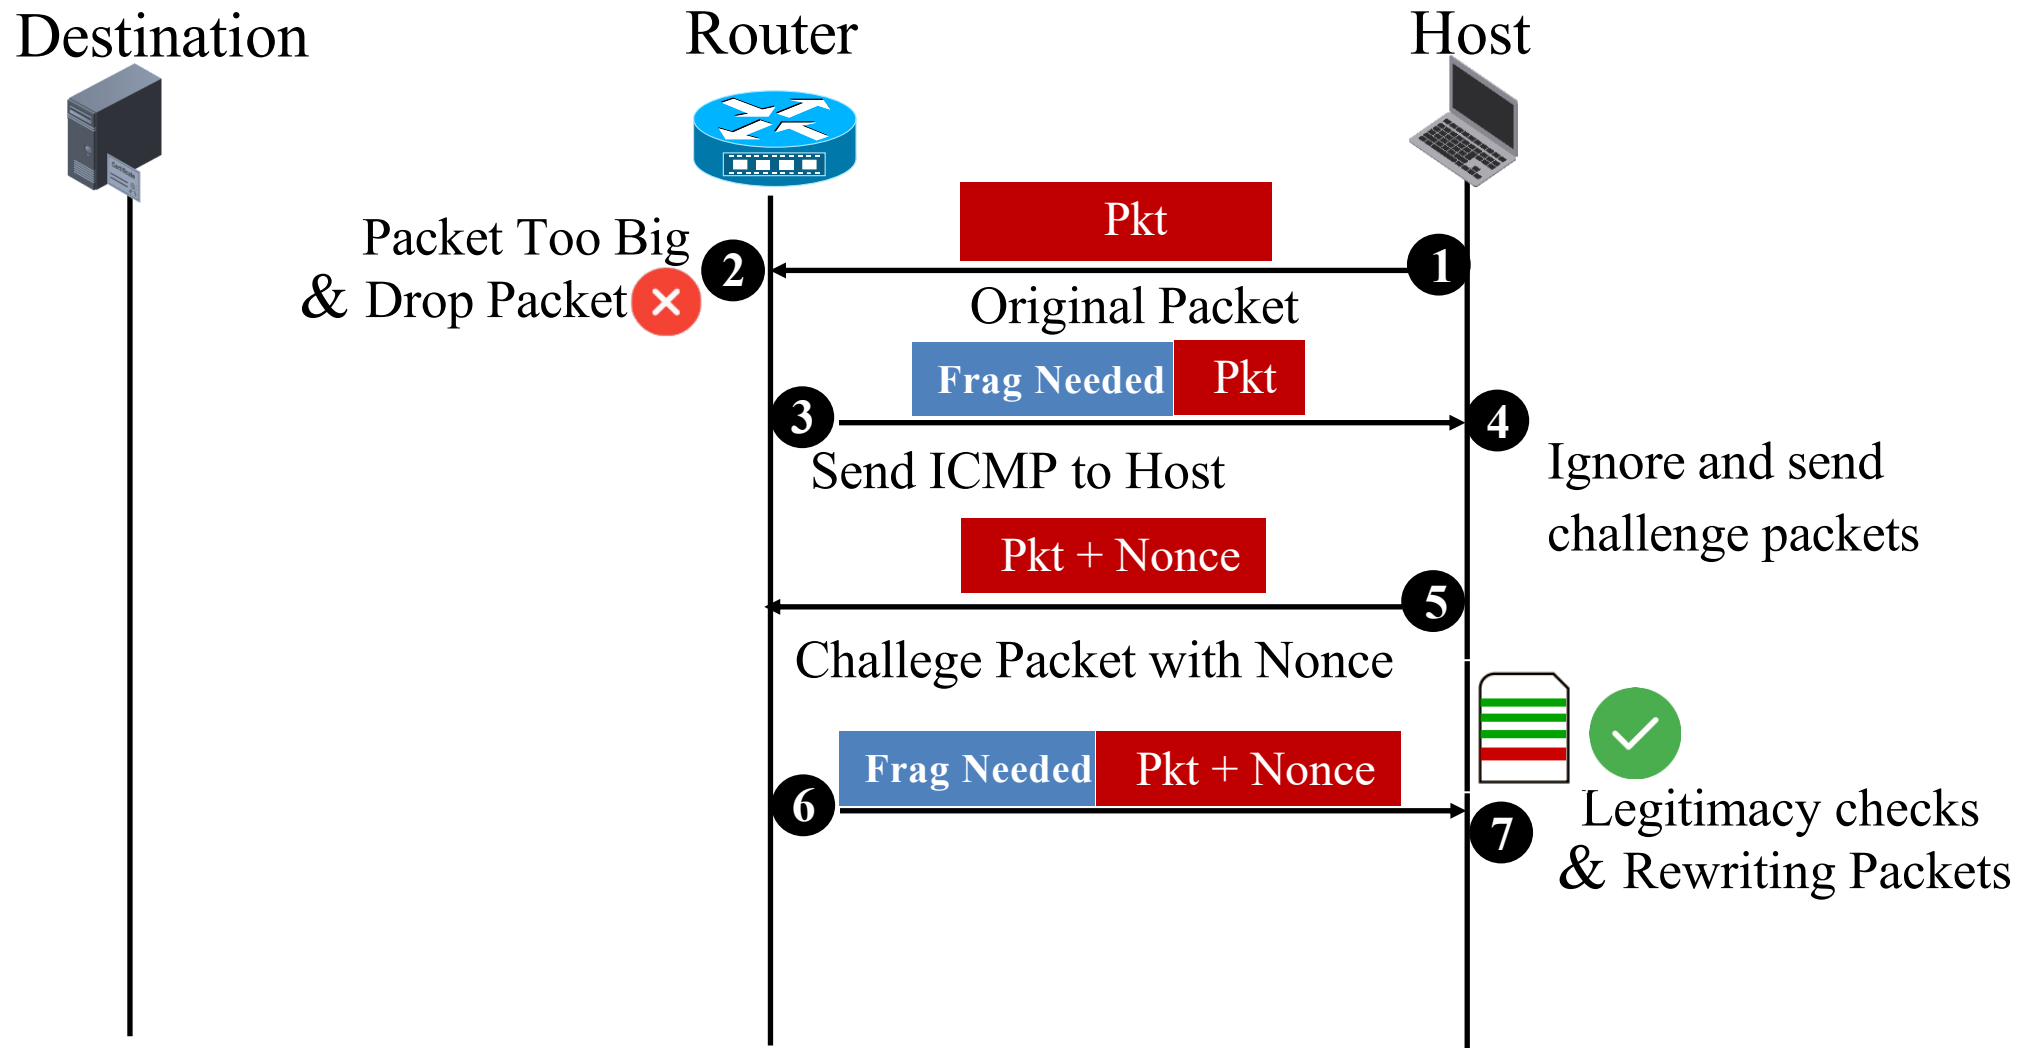 Destination
Router
Host
Certificate
Pkt
1
Packet Too Big
& Drop Packet
2
Original Packet
Frag Needed
Pkt
3
4
Send ICMP to Host
Ignore and send
challenge packets
Pkt + Nonce
5
Challege Packet with Nonce
Frag Needed
Pkt + Nonce
6
7
Legitimacy checks
& Rewriting Packets